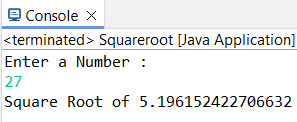 Console
<terminated> Squareroot [Java Application]
Enter a Number :
27
Square Root of 5.196152422706632